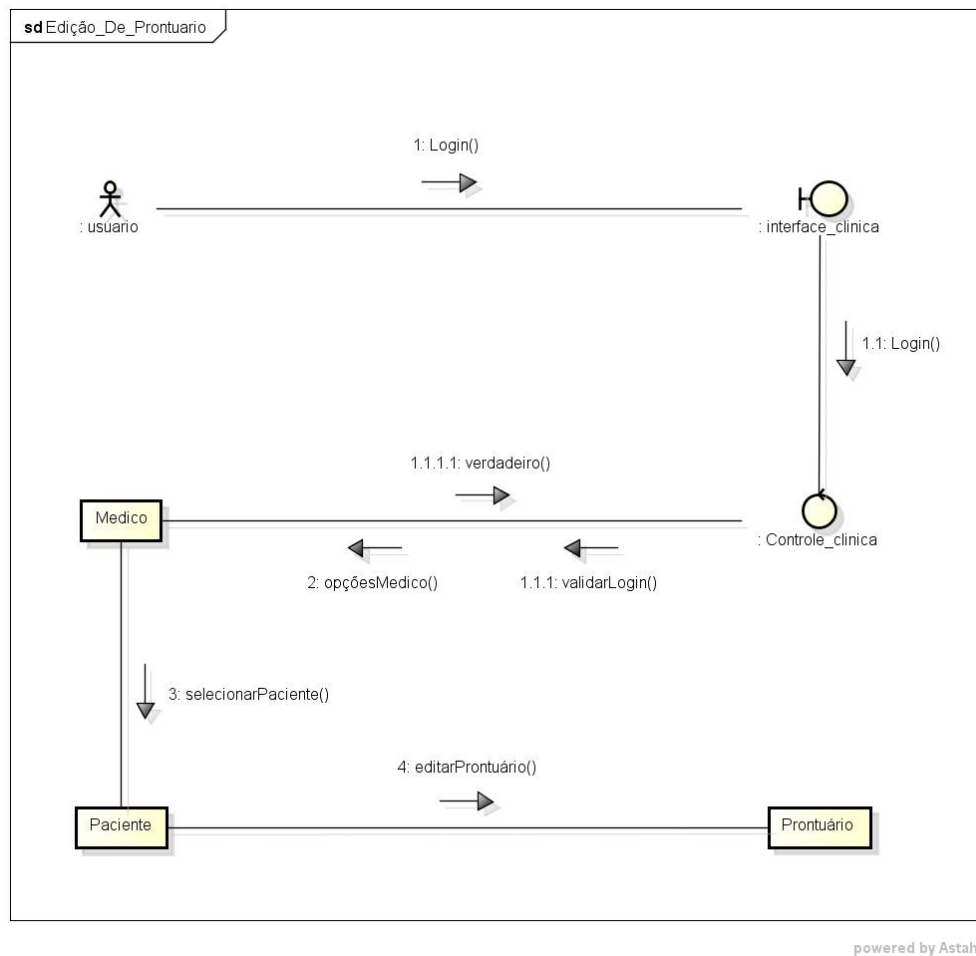 sd Edição_De_Prontuario
1: Login()
: usuario
: interface_clinica
1.1: Login()
1.1.1.1: verdadeiro()
Medico
: Controle_clinica
2: opçõesMedico()
1.1.1: validarLogin()
3: selecionarPaciente()
4: editarProntuário()
Paciente
Prontuário
powered by Astah